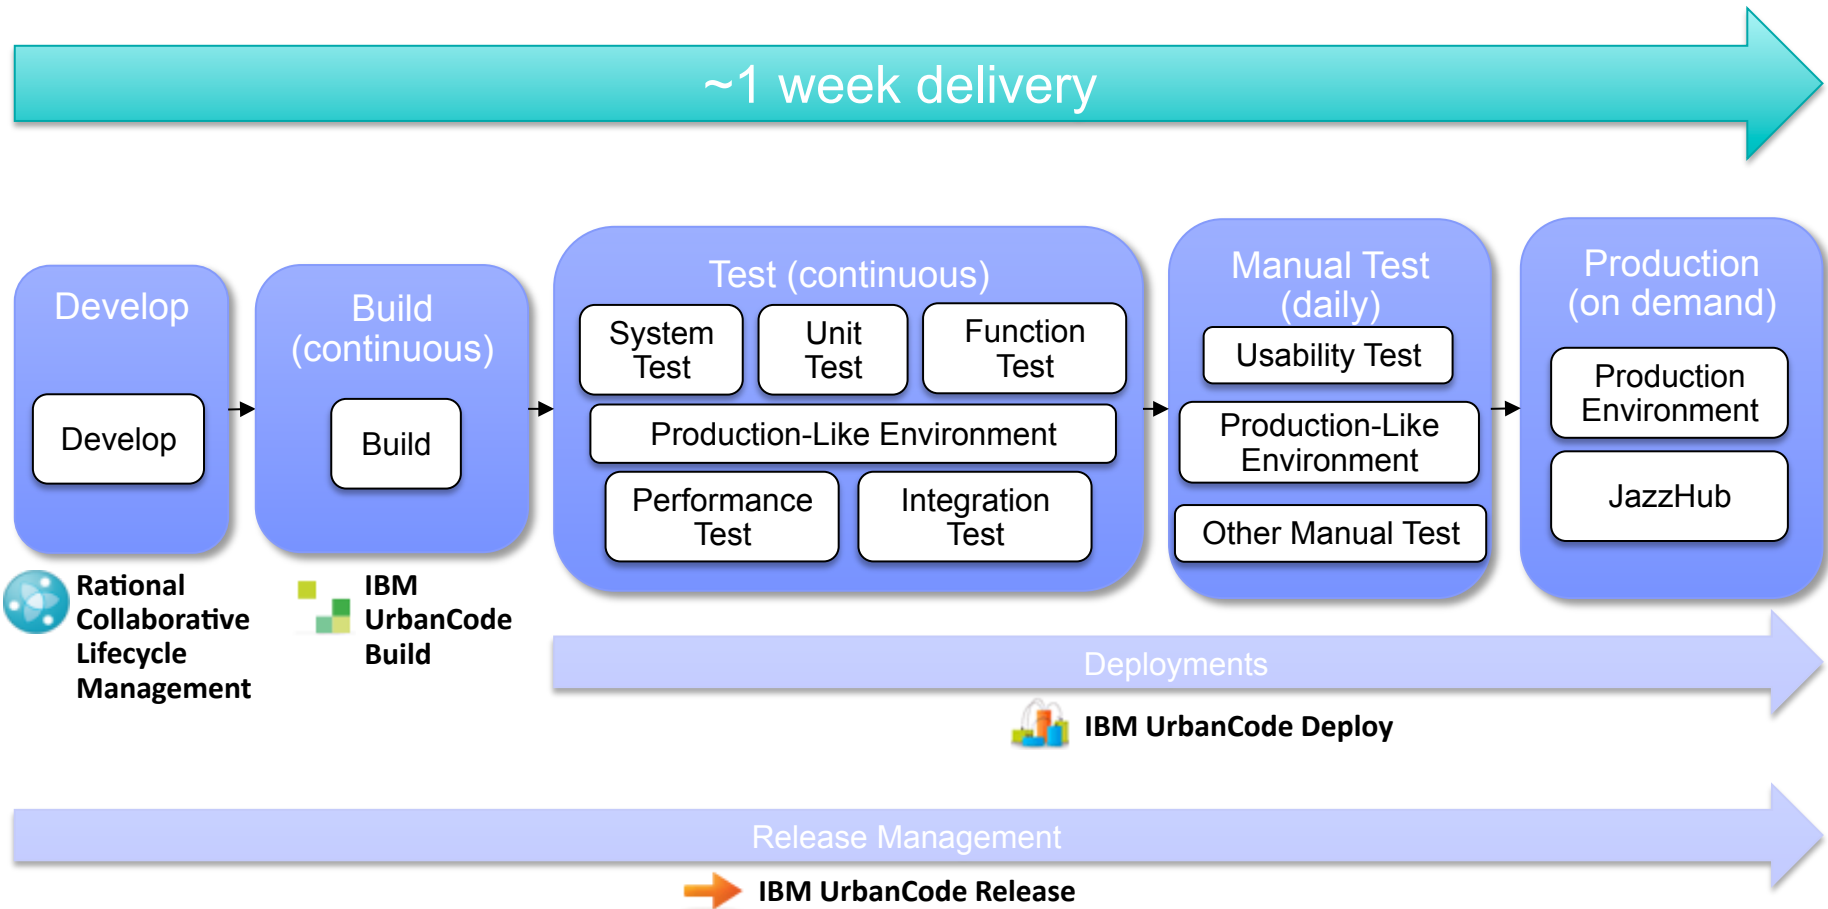 ~1 week delivery
Develop
Develop
Build
(continuous)
Build
Test (continuous)
System
Test
Unit
Test
Function
Test
Production-Like Environment
Performance
Test
Integration
Test
Manual Test
(daily)
Usability Test
Production-Like
Environment
Other Manual Test
Production
(on demand)
Production
Environment
JazzHub
Rational
Collaborative
Lifecycle
Management
IBM
UrbanCode
Build
Deployments
IBM UrbanCode Deploy
Release Management
IBM UrbanCode Release